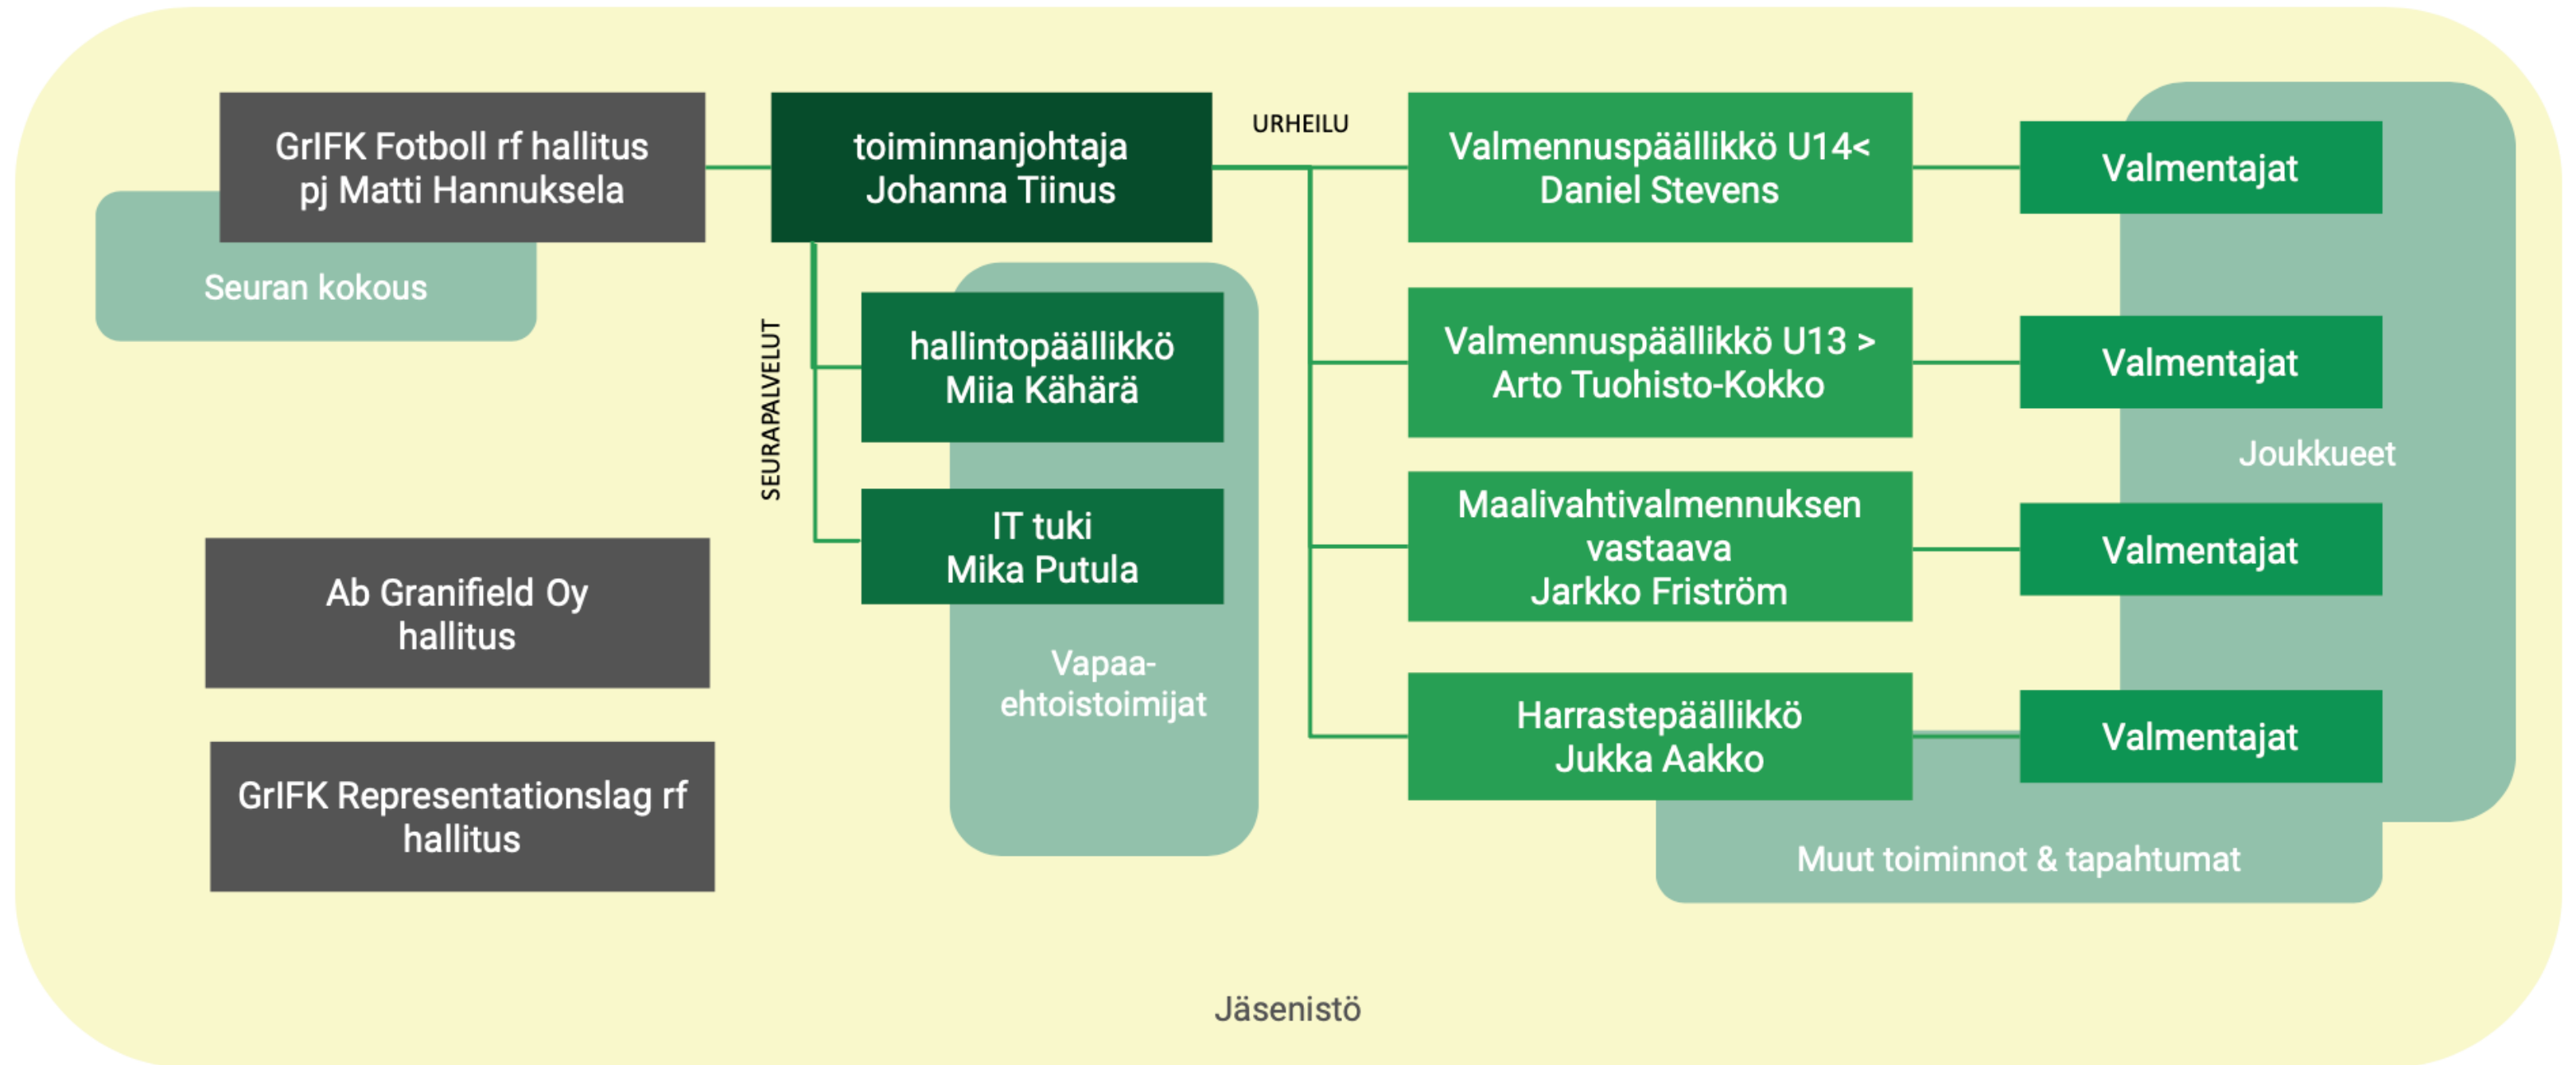 GrIFK Fotboll rf hallitus
pj Matti Hannuksela
Seuran kokous
toiminnanjohtaja
Johanna Tiinus
URHEILU
SEURAPALVELUT
hallintopäällikkö
Miia Kähärä
IT tuki
Mika Putula
Vapaa-
ehtoistoimijat
Valmennuspäällikkö U14<
Daniel Stevens
Valmentajat
Valmennuspäällikkö U13 >
Arto Tuohisto-Kokko
Valmentajat
Joukkueet
Maalivahtivalmennuksen
vastaava
Jarkko Friström
Valmentajat
Harrastepäällikkö
Jukka Aakko
Valmentajat
Muut toiminnot & tapahtumat
Ab Granifield Oy
hallitus
GrIFK Representationslag rf
hallitus
Jäsenistö